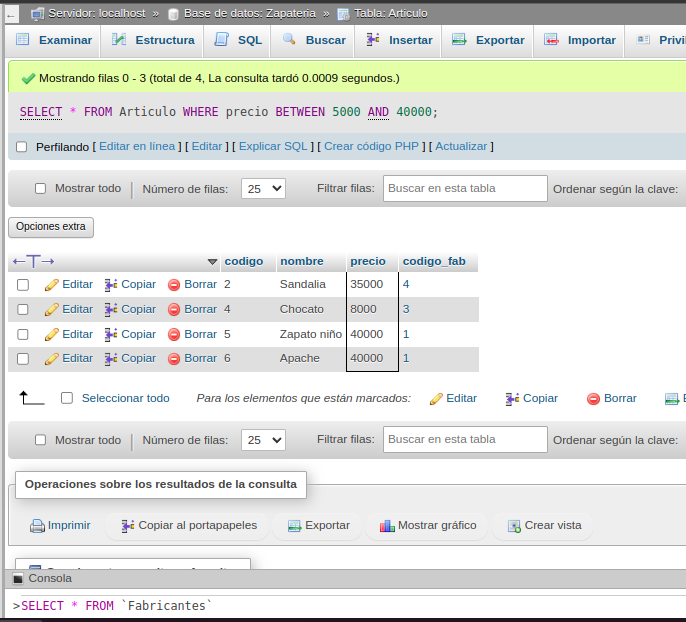 Servidor: localhost » Base de datos: Zapateria » Tabla: Articulo
Examinar Estructura SQL Buscar Insertar Exportar Importar Privi
Mostrando filas 0 - 3 (total de 4, La consulta tardó 0.0009 segundos.)
SELECT * FROM Articulo WHERE precio BETWEEN 5000 AND 40000;
Perfilando [ Editar en línea ] [ Editar ] [ Explicar SQL ] [ Crear código PHP ] [ Actualizar ]
Mostrar todo | Número de filas: 25 Filtrar filas: Buscar en esta tabla Ordenar según la clave:
Opciones extra
←T→ codigo nombre precio codigo_fab
Editar Copiar Borrar 2 Sandalia 35000 4
Editar Copiar Borrar 4 Chocato 8000 3
Editar Copiar Borrar 5 Zapato niño 40000 1
Editar Copiar Borrar 6 Apache 40000 1
Seleccionar todo Para los elementos que están marcados: Editar Copiar Borrar
Mostrar todo | Número de filas: 25 Filtrar filas: Buscar en esta tabla Ordenar según la clave:
Operaciones sobre los resultados de la consulta
Imprimir Copiar al portapapeles Exportar Mostrar gráfico Crear vista
Consola
>SELECT * FROM `Fabricantes`